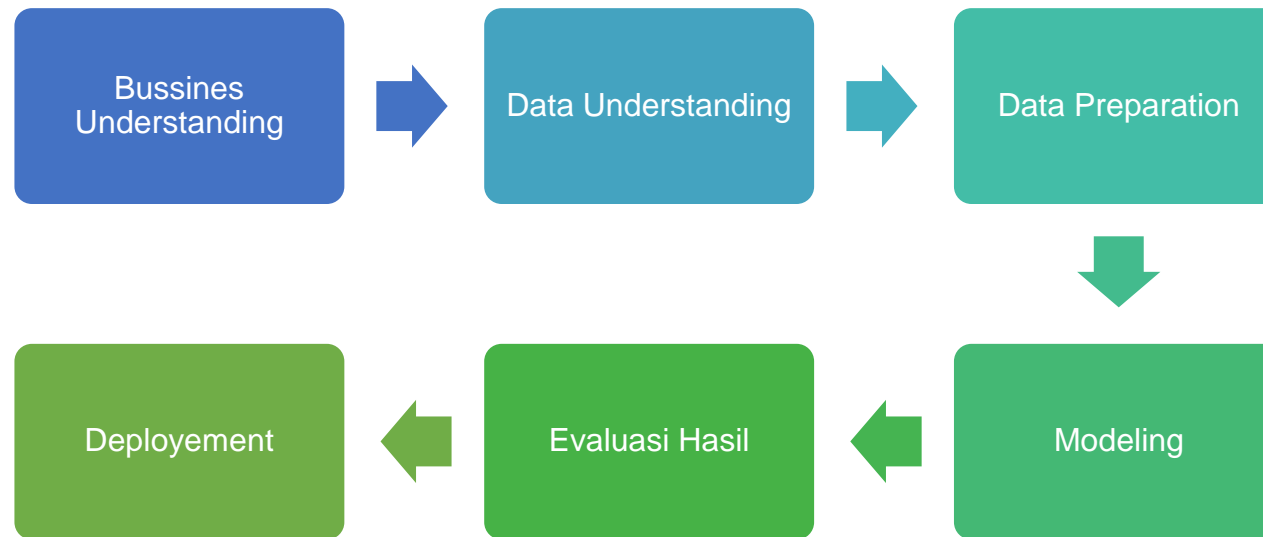 Bussines
Understanding
Data Understanding
Data Preparation
Modeling
Evaluasi Hasil
Deployement